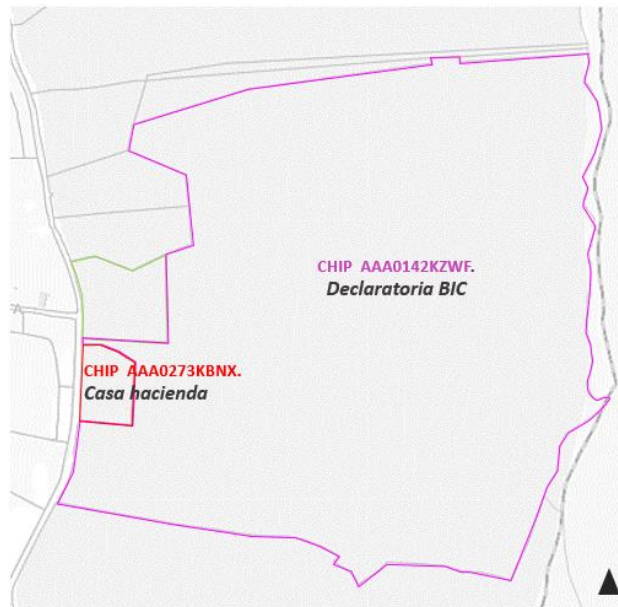 CHIP AAA0142KZWF.
Declaratoria BIC
CHIP AAA0273KBNX.
Casa hacienda